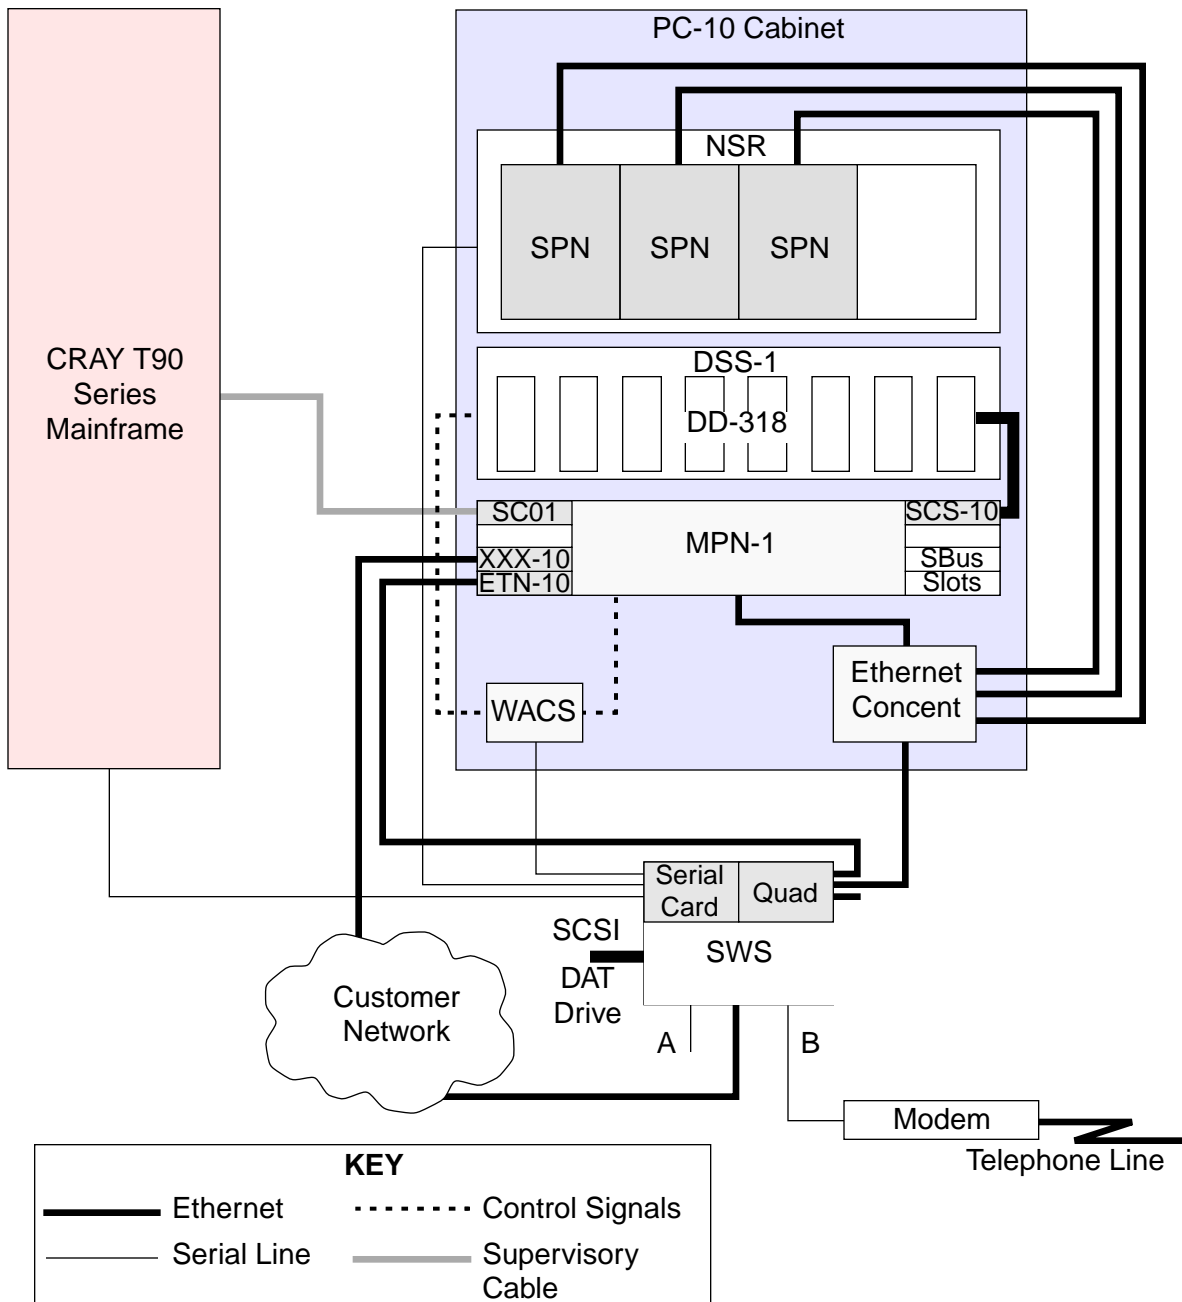 PC-10 Cabinet
NSR
SPN
SPN
SPN
CRAY T90
Series
Mainframe
DSS-1
DD-318
SC01
XXX-10
ETN-10
MPN-1
SCS-10
SBus
Slots
Ethernet
Concent
WACS
Serial
Card
Quad
SWS
SCSI
DAT
Drive
Customer
Network
A
B
Modem
Telephone Line
KEY
Ethernet
Control Signals
Serial Line
Supervisory
Cable